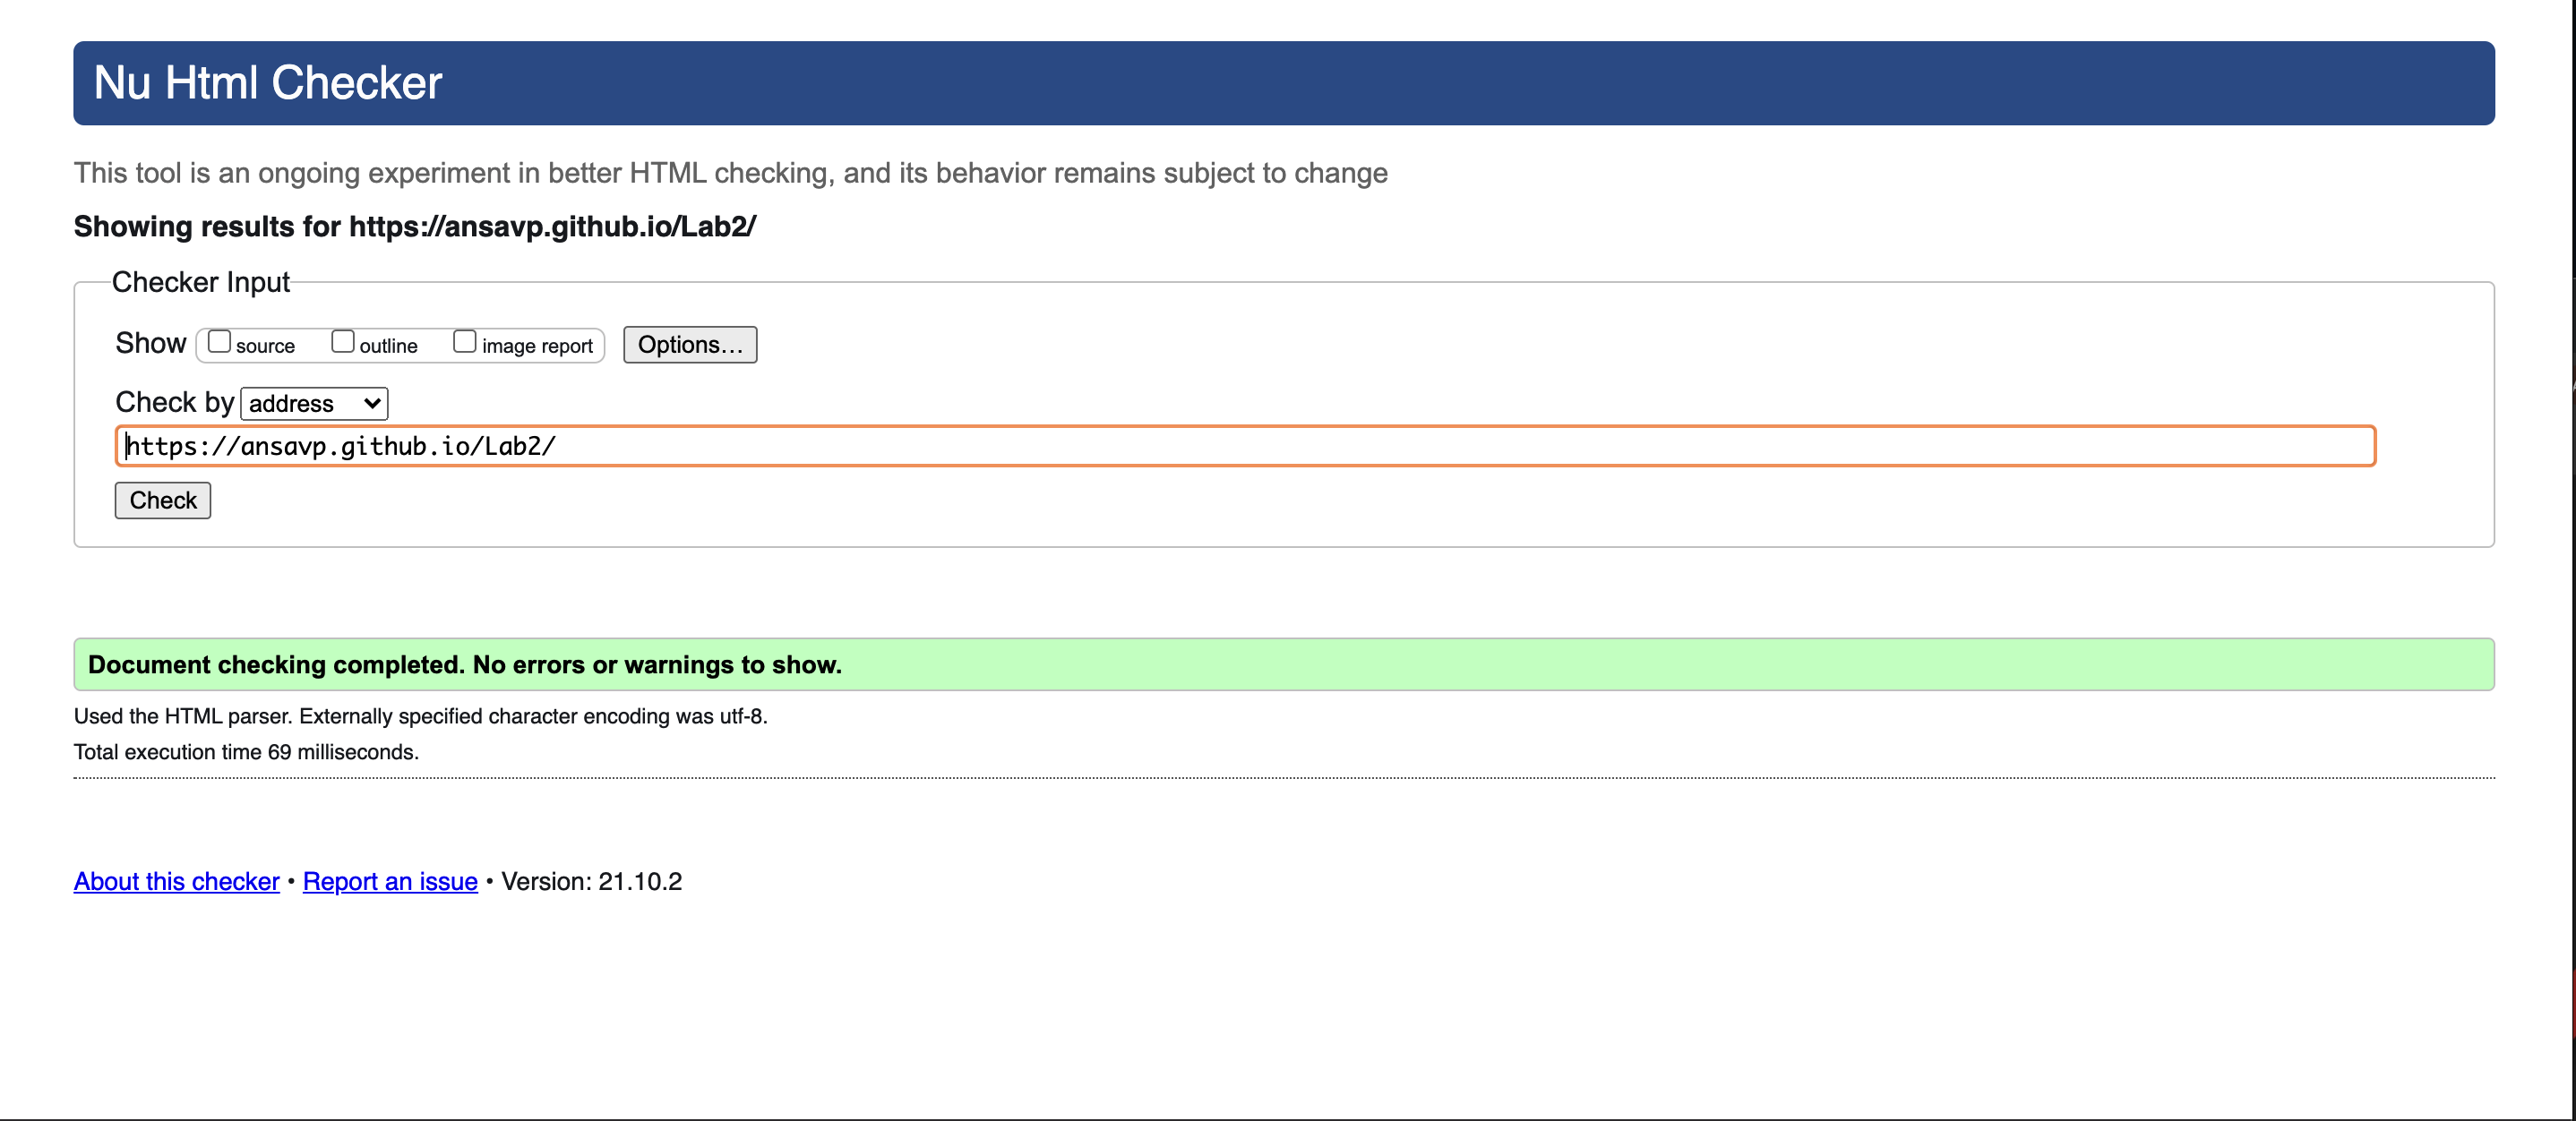 Nu Html Checker
This tool is an ongoing experiment in better HTML checking, and its behavior remains subject to change
Showing results for https://ansavp.github.io/Lab2/
Checker Input
Show source outline image report Options...
Check by address
https://ansavp.github.io/Lab2/
Check
Document checking completed. No errors or warnings to show.
Used the HTML parser. Externally specified character encoding was utf-8.
Total execution time 69 milliseconds.
About this checker • Report an issue • Version: 21.10.2